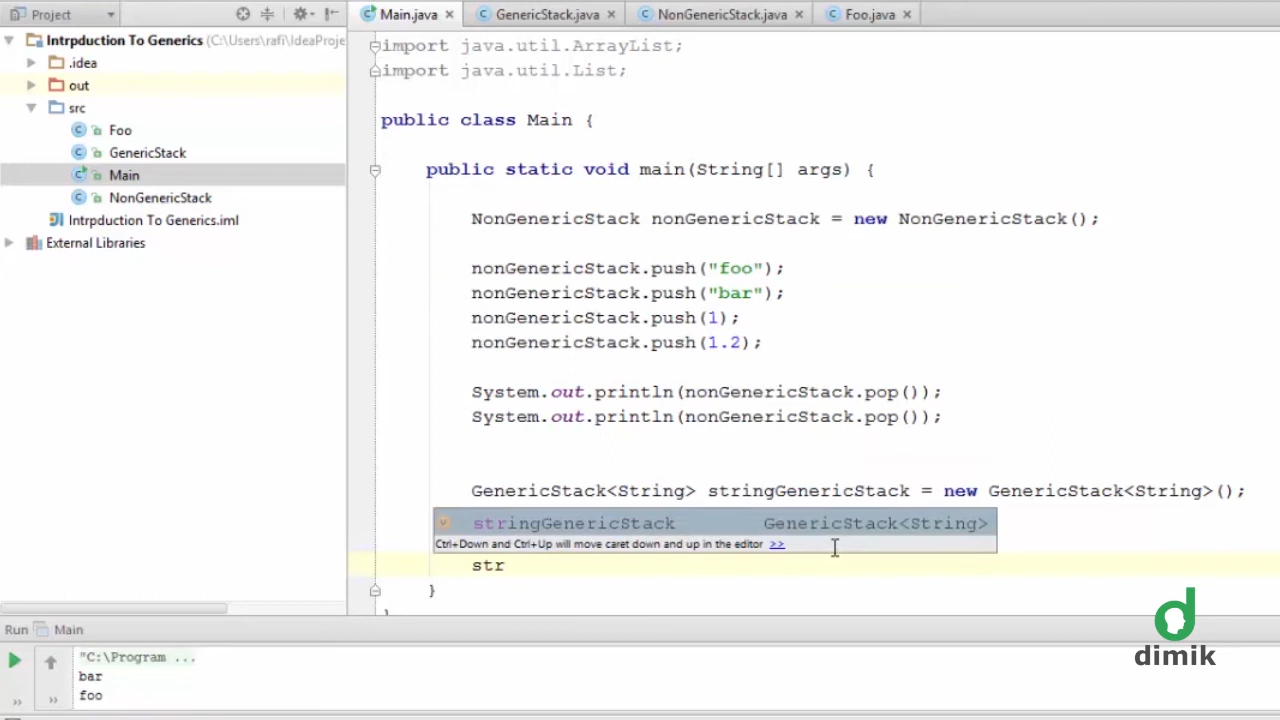 Project
Main.java
GenericStack.java
NonGenericStack.java
Foo.java
Intrpduction To Generics (C:\Users\rafi\IdeaProje
.idea
out
src
Foo
GenericStack
Main
NonGenericStack
Intrpduction To Generics.iml
External Libraries
import java.util.ArrayList;
import java.util.List;
public class Main {
public static void main(String[] args) {
NonGenericStack nonGenericStack = new NonGenericStack();
nonGenericStack.push("foo");
nonGenericStack.push("bar");
nonGenericStack.push(1);
nonGenericStack.push(1.2);
System.out.println(nonGenericStack.pop());
System.out.println(nonGenericStack.pop());
GenericStack<String> stringGenericStack = new GenericStack<String>();
stringGenericStack GenericStack<String>
Ctrl+Down and Ctrl+Up will move caret down and up in the editor >>
str
}
Run Main
"C:\Program ...
bar
foo
dimik